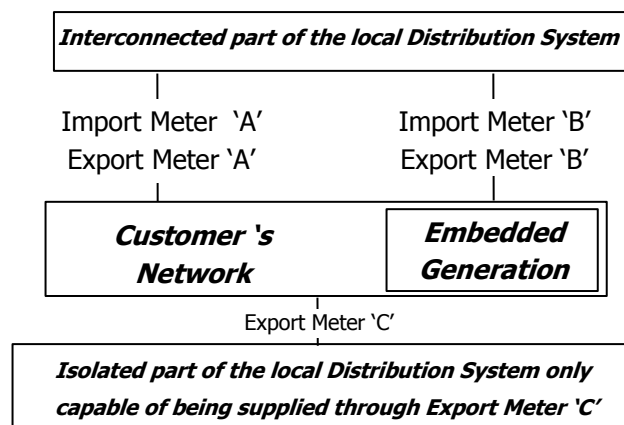 Interconnected part of the local Distribution System
Import Meter ‘A’ Import Meter ‘B’
Export Meter ‘A’ Export Meter ‘B’
Customer ‘s Embedded
Network Generation
Export Meter ‘C’
Isolated part of the local Distribution System only
capable of being supplied through Export Meter ‘C’